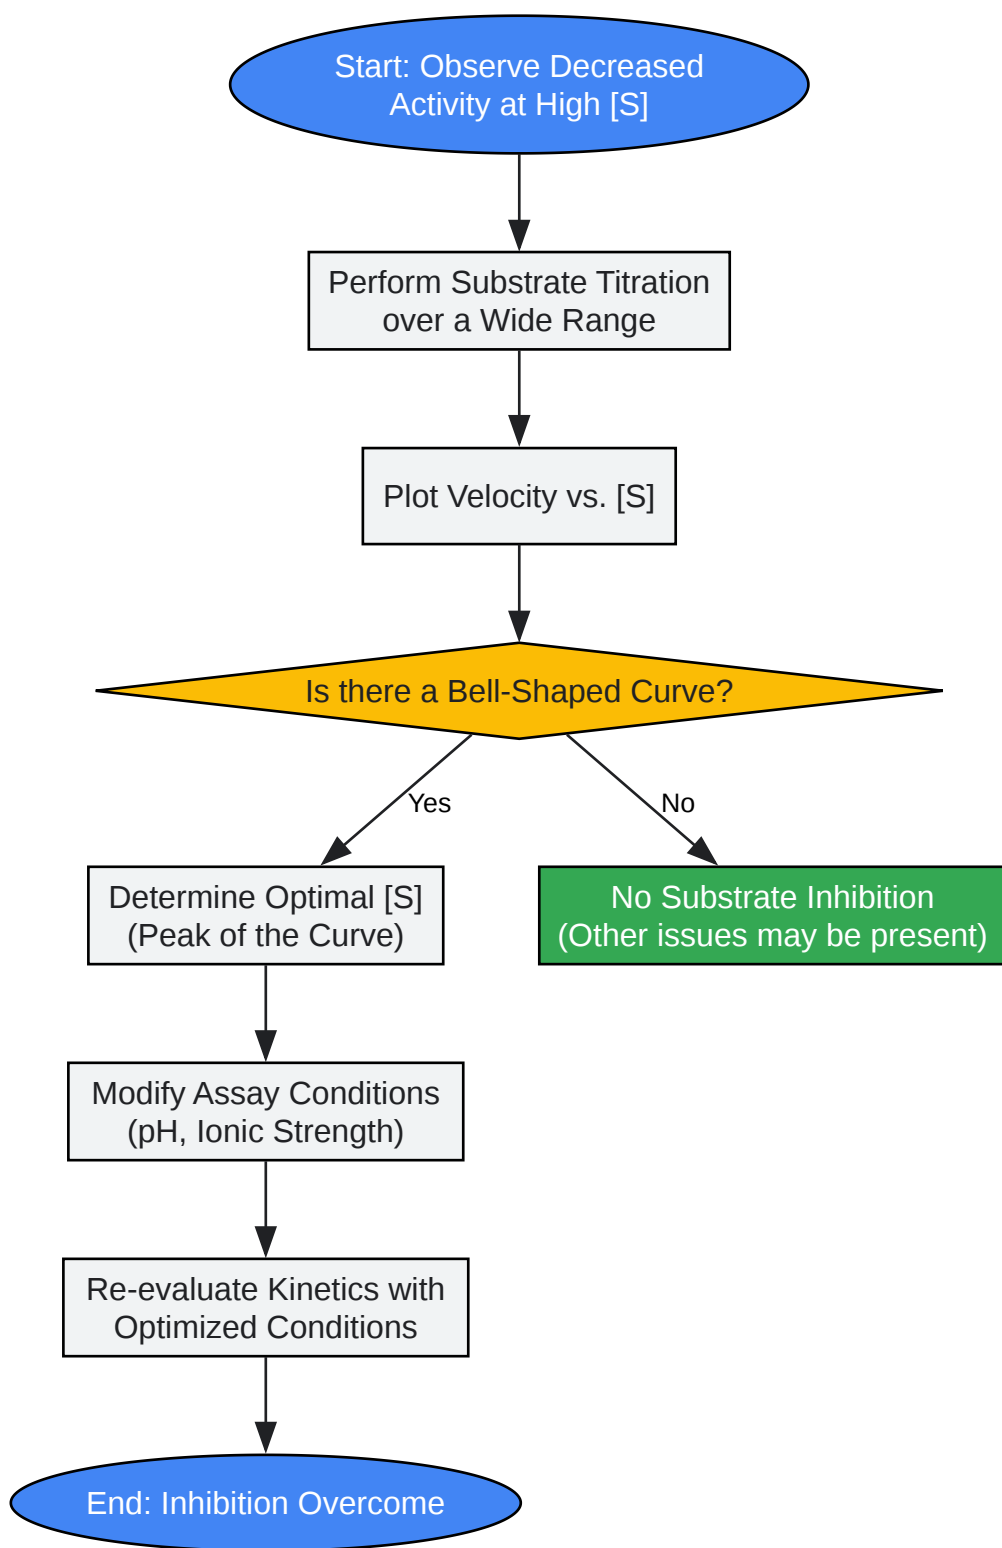 Start: Observe Decreased
Activity at High [S]
Perform Substrate Titration
over a Wide Range
Plot Velocity vs. [S]
Is there a Bell-Shaped Curve?
Yes
No
Determine Optimal [S]
(Peak of the Curve)
No Substrate Inhibition
(Other issues may be present)
Modify Assay Conditions
(pH, Ionic Strength)
Re-evaluate Kinetics with
Optimized Conditions
End: Inhibition Overcome